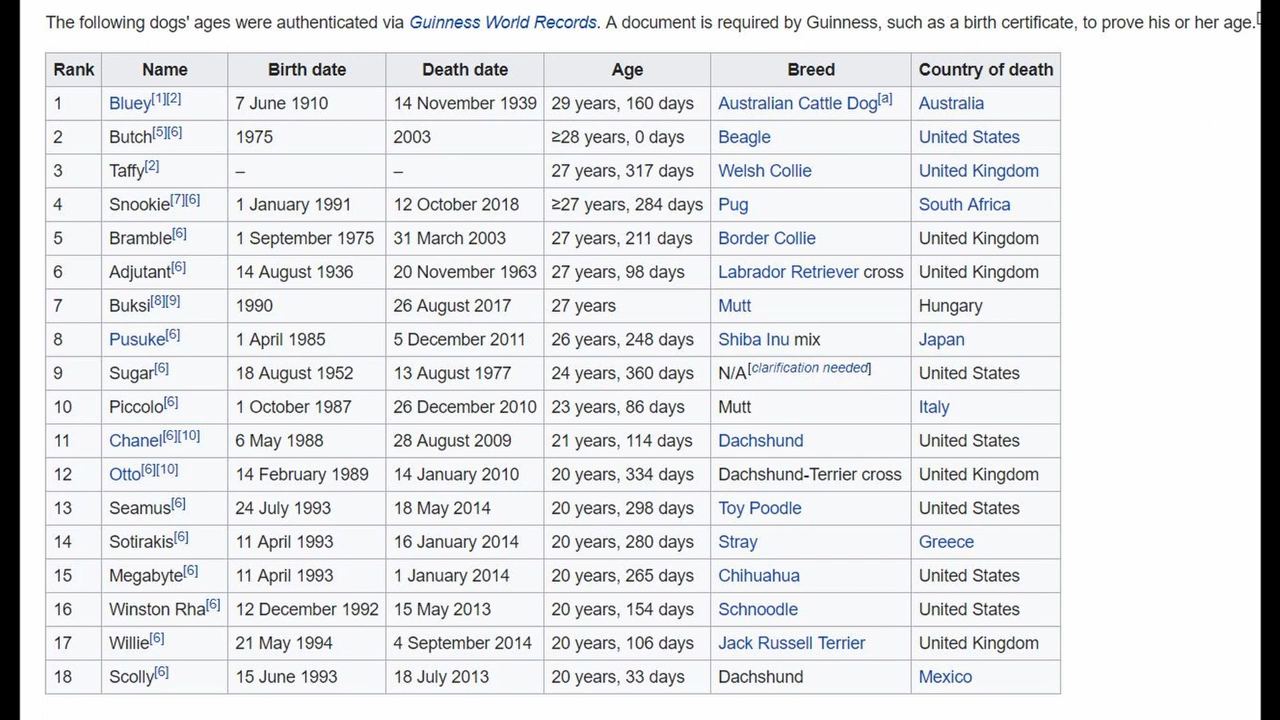 The following dogs' ages were authenticated via Guinness World Records. A document is required by Guinness, such as a birth certificate, to prove his or her age.
Rank Name Birth date Death date Age Breed Country of death
1 Bluey[1][2] 7 June 1910 14 November 1939 29 years, 160 days Australian Cattle Dog[a] Australia
2 Butch[5][6] 1975 2003 ≥28 years, 0 days Beagle United States
3 Taffy[2] – – 27 years, 317 days Welsh Collie United Kingdom
4 Snookie[7][6] 1 January 1991 12 October 2018 ≥27 years, 284 days Pug South Africa
5 Bramble[6] 1 September 1975 31 March 2003 27 years, 211 days Border Collie United Kingdom
6 Adjutant[6] 14 August 1936 20 November 1963 27 years, 98 days Labrador Retriever cross United Kingdom
7 Buksi[8][9] 1990 26 August 2017 27 years Mutt Hungary
8 Pusuke[6] 1 April 1985 5 December 2011 26 years, 248 days Shiba Inu mix Japan
9 Sugar[6] 18 August 1952 13 August 1977 24 years, 360 days N/A[clarification needed] United States
10 Piccolo[6] 1 October 1987 26 December 2010 23 years, 86 days Mutt Italy
11 Chanel[6][10] 6 May 1988 28 August 2009 21 years, 114 days Dachshund United States
12 Otto[6][10] 14 February 1989 14 January 2010 20 years, 334 days Dachshund-Terrier cross United Kingdom
13 Seamus[6] 24 July 1993 18 May 2014 20 years, 298 days Toy Poodle United States
14 Sotirakis[6] 11 April 1993 16 January 2014 20 years, 280 days Stray Greece
15 Megabyte[6] 11 April 1993 1 January 2014 20 years, 265 days Chihuahua United States
16 Winston Rha[6] 12 December 1992 15 May 2013 20 years, 154 days Schnoodle United States
17 Willie[6] 21 May 1994 4 September 2014 20 years, 106 days Jack Russell Terrier United Kingdom
18 Scolly[6] 15 June 1993 18 July 2013 20 years, 33 days Dachshund Mexico